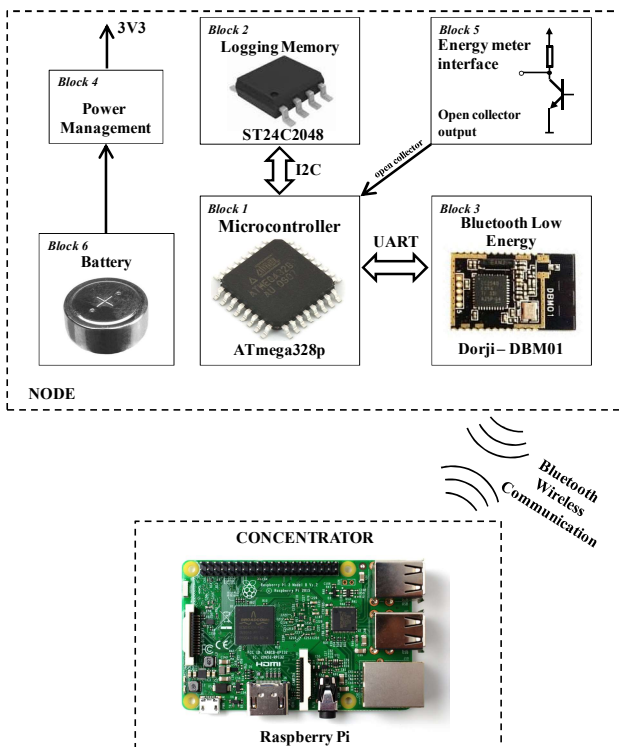 3V3
Block 4
Power
Management
Block 2
Logging Memory
ST24C2048
Block 5
Energy meter
interface
Open collector
output
I2C
open collector
Block 6
Battery
Block 1
Microcontroller
ATmega328p
UART
Block 3
Bluetooth Low
Energy
DBM01
Dorji – DBM01
NODE
Bluetooth
Wireless
Communication
CONCENTRATOR
HDMI
Raspberry Pi